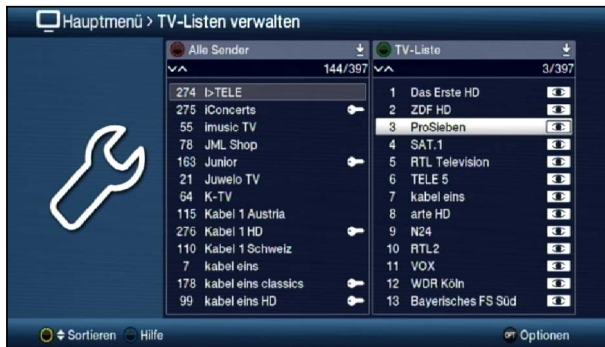 Hauptmenü > TV-Listen verwalten
Alle Sender
144/397
274 I>TELE
275 iConcerts
55 imusic TV
78 JML Shop
163 Junior
21 Juwelo TV
64 K-TV
115 Kabel 1 Austria
276 Kabel 1 HD
110 Kabel 1 Schweiz
7 kabel eins
178 kabel eins classics
99 kabel eins HD
TV-Liste
3/397
1 Das Erste HD
2 ZDF HD
3 ProSieben
4 SAT.1
5 RTL Television
6 TELE 5
7 kabel eins
8 arte HD
9 N24
10 RTL2
11 VOX
12 WDR Köln
13 Bayerisches FS Süd
Sortieren Hilfe
OPT Optionen